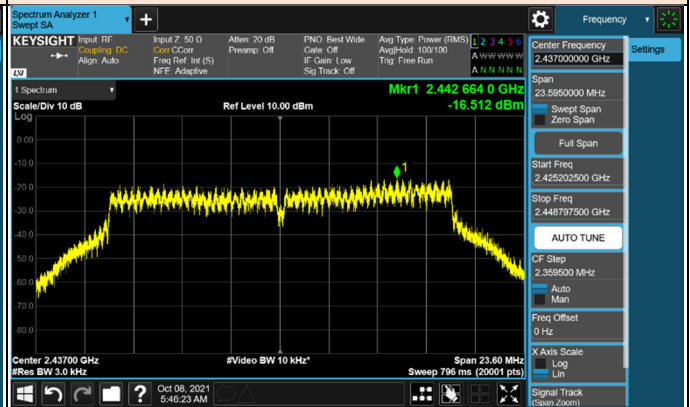 Spectrum Analyzer 1
Swept SA
+
Frequency
KEYSIGHT
Input: RF
Coupling: DC
Align: Auto
Input Z: 50 Ω
Corr CCorr
Freq Ref: Int (S)
NFE: Adaptive
Atten: 20 dB
Preamp: Off
PNO: Best Wide
Gate: Off
IF Gain: Low
Sig Track: Off
Avg Type: Power (RMS)
Avg|Hold: 100/100
Trig: Free Run
1 2 3 4 5 6
A W W W W W
A N N N N N
LXI
1 Spectrum
Scale/Div 10 dB
Ref Level 10.00 dBm
Mkr1 2.442 664 0 GHz
-16.512 dBm
Log
0.00
-10.0
-20.0
-30.0
-40.0
-50.0
-60.0
-70.0
-80.0
1
Center 2.43700 GHz
#Video BW 10 kHz*
Span 23.60 MHz
#Res BW 3.0 kHz
Sweep 796 ms (20001 pts)
Oct 08, 2021
5:46:23 AM
?
Center Frequency
2.437000000 GHz
Settings
Span
23.5950000 MHz
Swept Span
Zero Span
Full Span
Start Freq
2.425202500 GHz
Stop Freq
2.448797500 GHz
AUTO TUNE
CF Step
2.359500 MHz
Auto
Man
Freq Offset
0 Hz
X Axis Scale
Log
Lin
Signal Track
(Span Zoom)